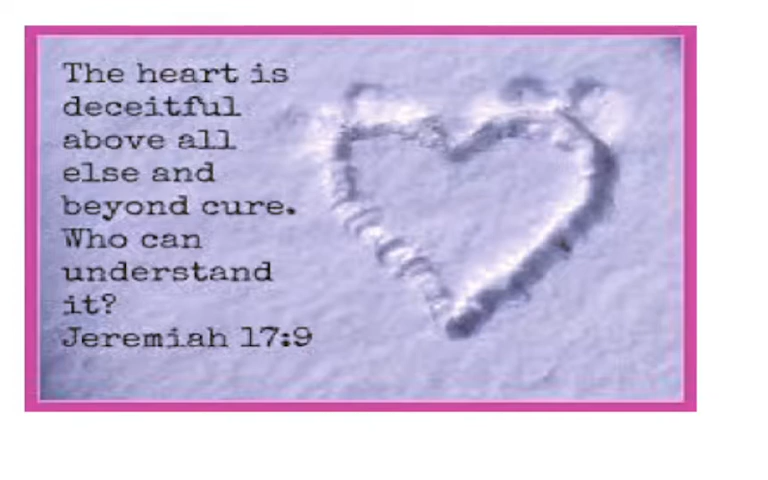 The heart is
deceitful
above all
else and
beyond cure.
Who can
understand
it?
Jeremiah 17:9